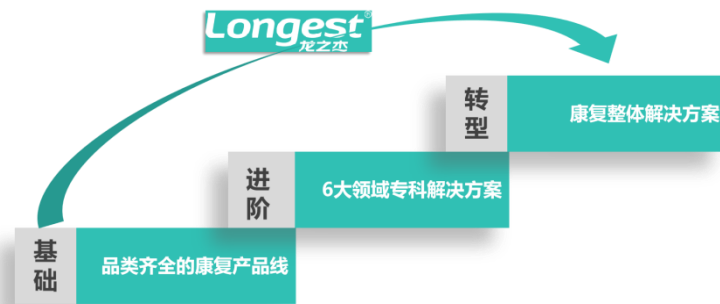 Longest®
龙之杰
转型
康复整体解决方案
进阶
6大领域专科解决方案
基础
品类齐全的康复产品线